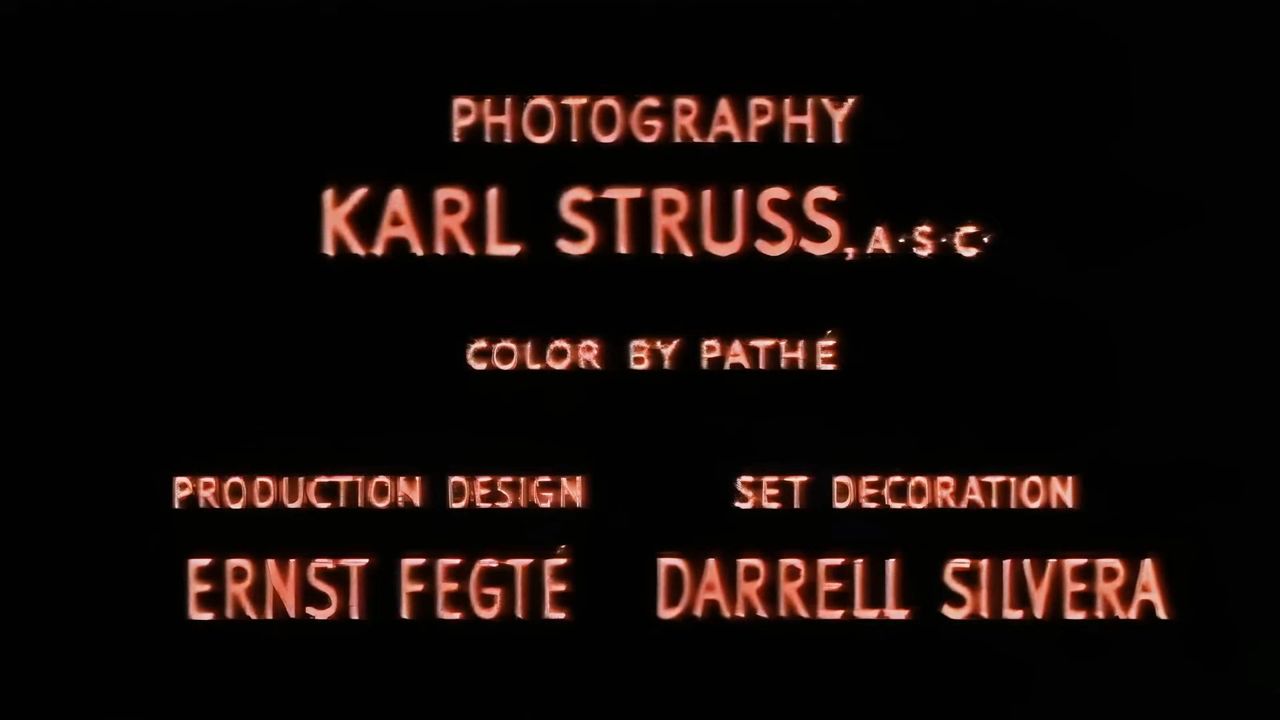 PHOTOGRAPHY
KARL STRUSS, A·S·C·
COLOR BY PATHÉ
PRODUCTION DESIGN
ERNST FEGTÉ
SET DECORATION
DARRELL SILVERA